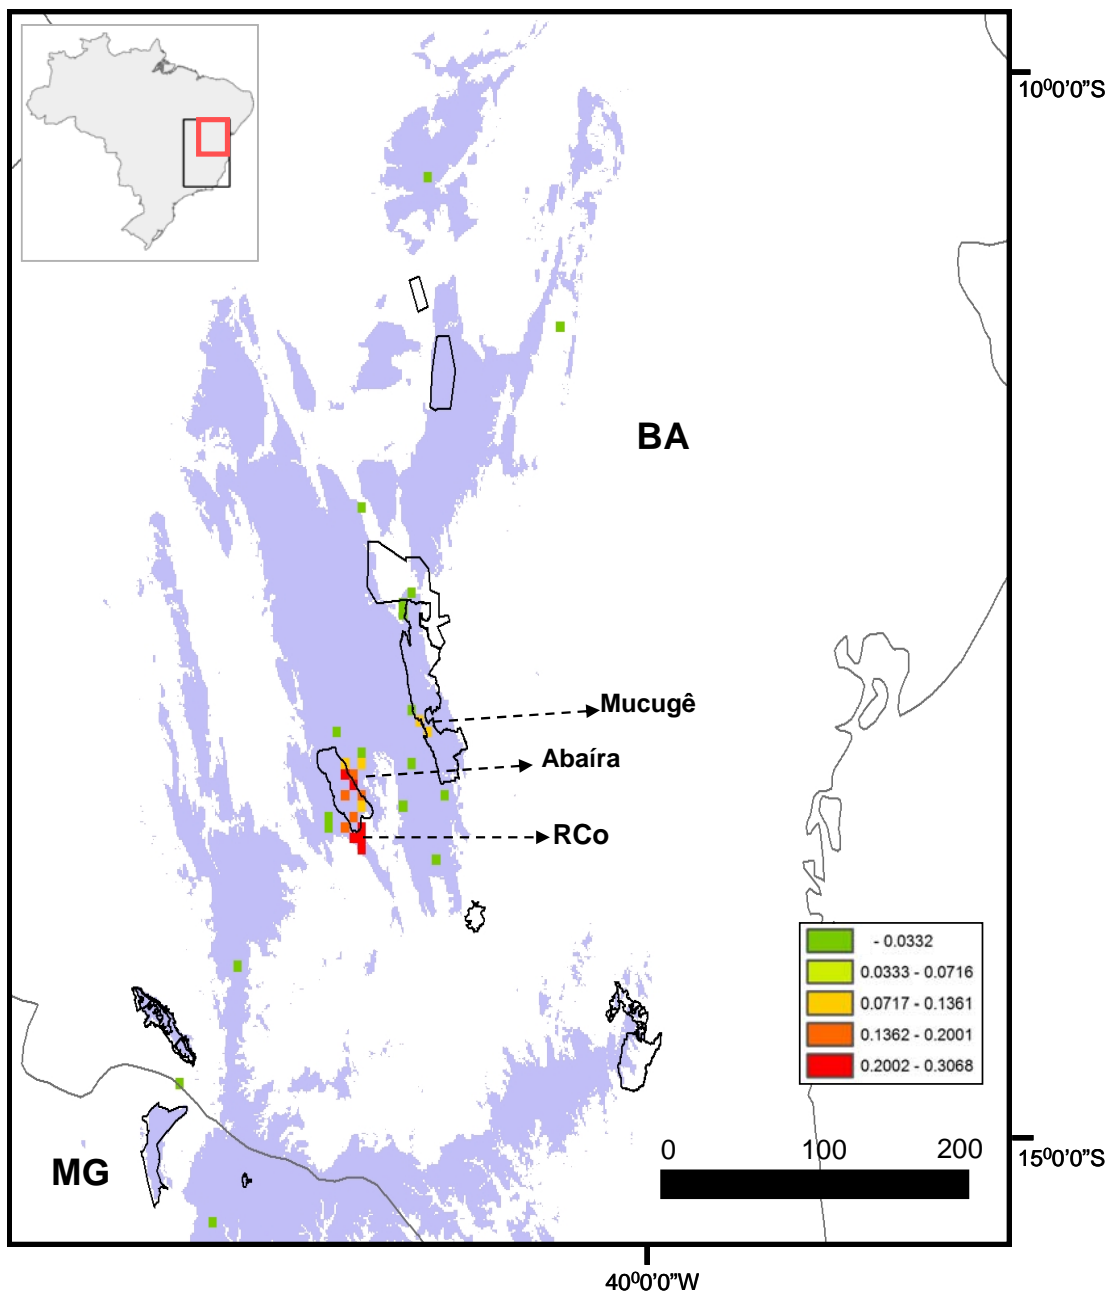 10⁰0'0"S
BA
Mucugê
Abaíra
RCo
- 0.0332
0.0333 - 0.0716
0.0717 - 0.1361
0.1362 - 0.2001
0.2002 - 0.3068
0 100 200
15⁰0'0"S
MG
40⁰0'0"W